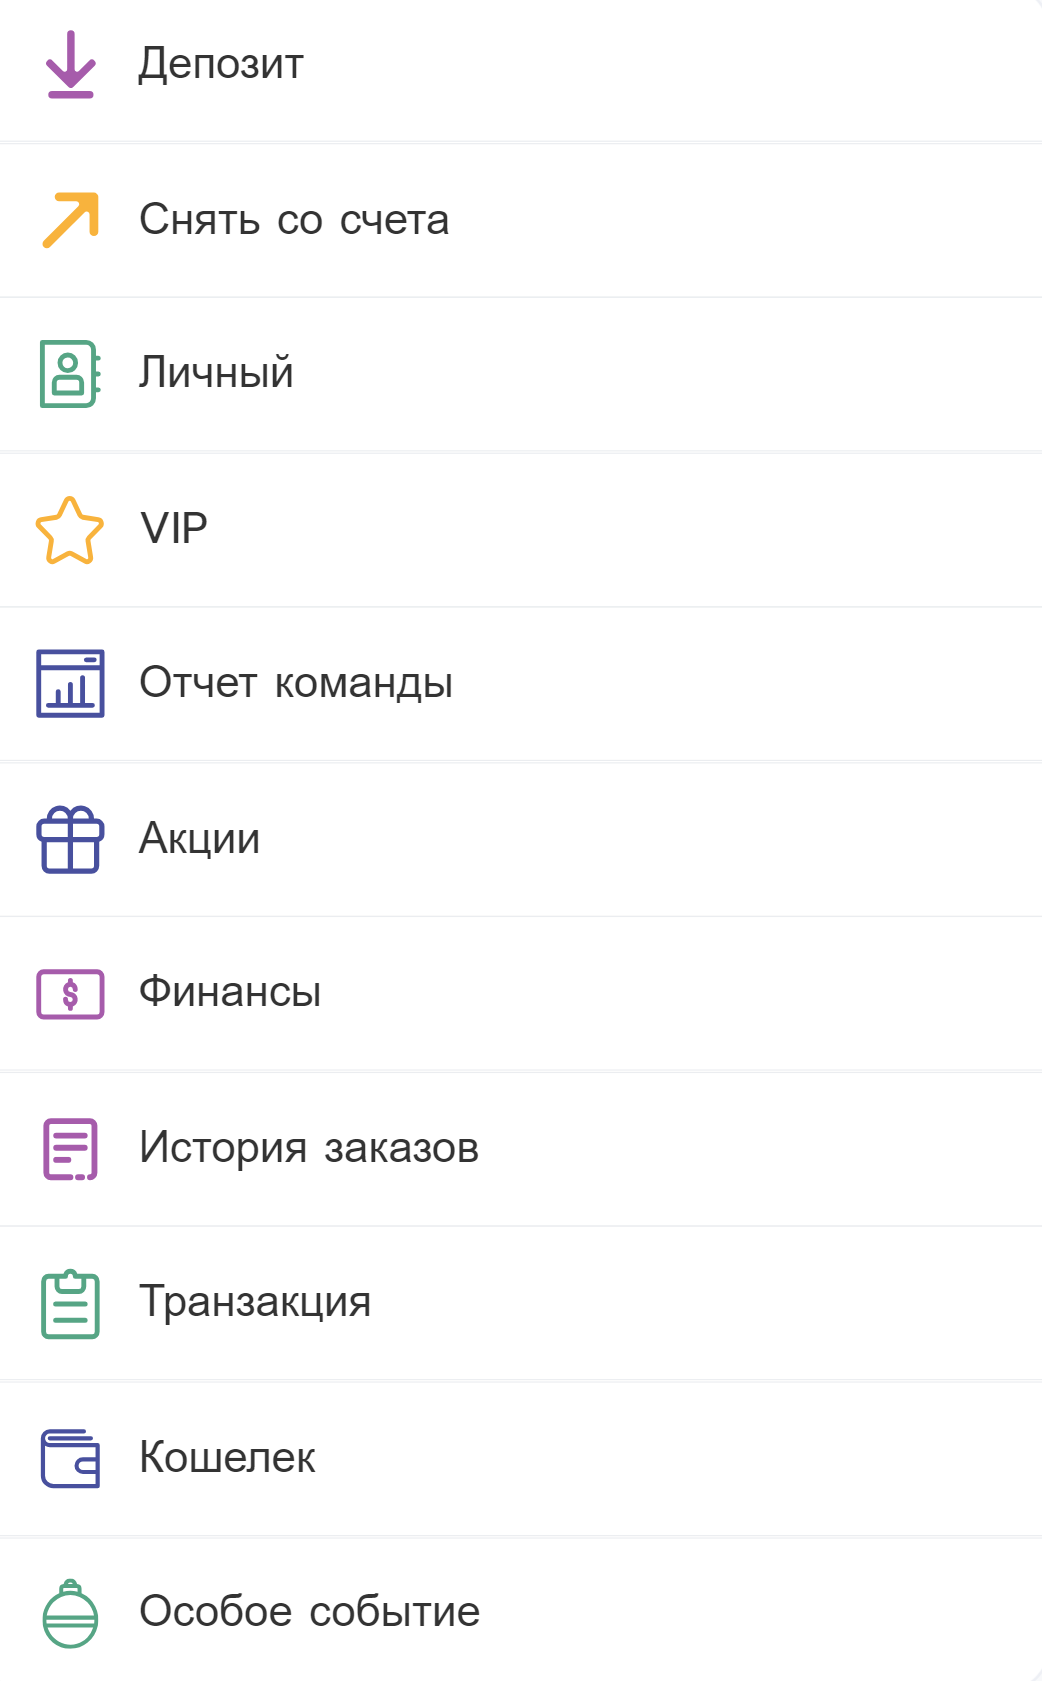 Депозит
Снять со счета
Личный
VIP
Отчет команды
Акции
$
Финансы
История заказов
Транзакция
Кошелек
Особое событие